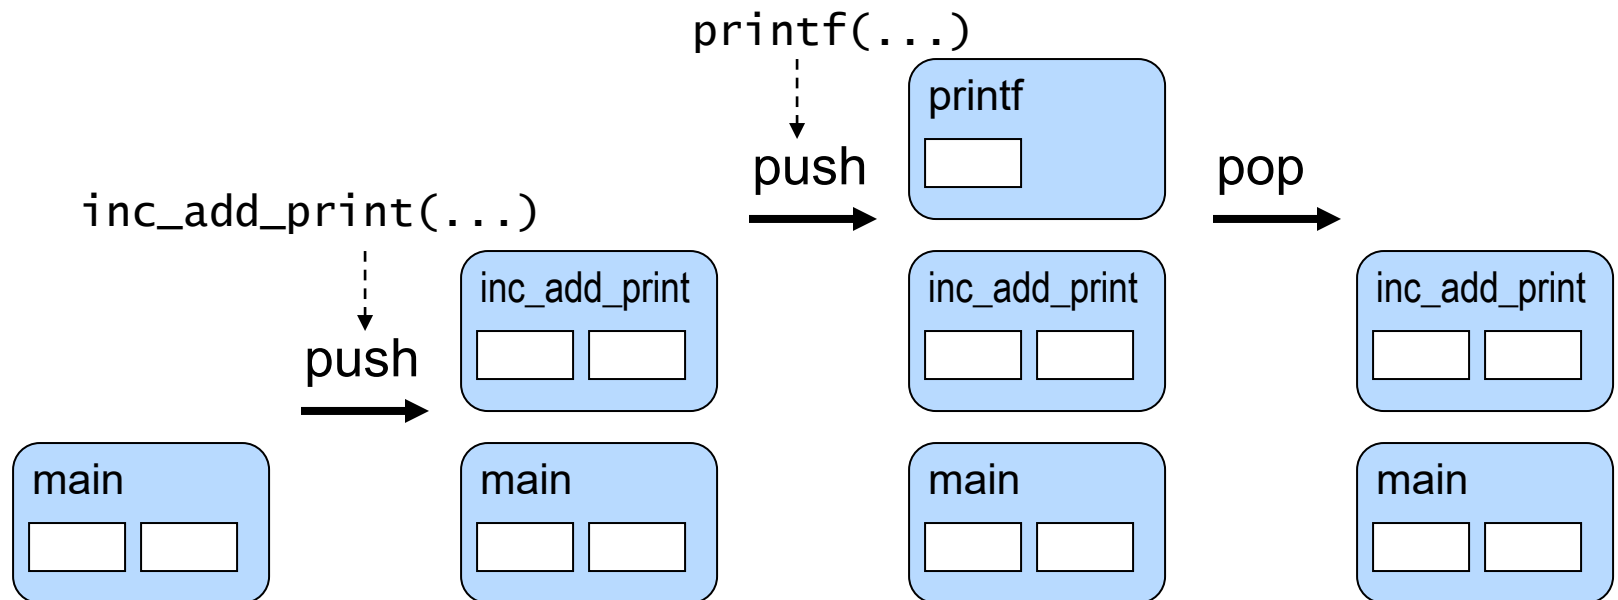 printf(...)
printf
push
pop
inc_add_print(...)
inc_add_print
inc_add_print
inc_add_print
push
main
main
main
main